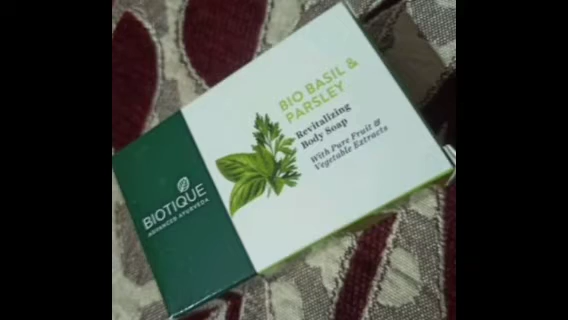 BIO BASIL &
PARSLEY
Revitalizing
Body Soap
With Pure Fruit &
Vegetable Extracts
BIOTIQUE
ADVANCED AYURVEDA